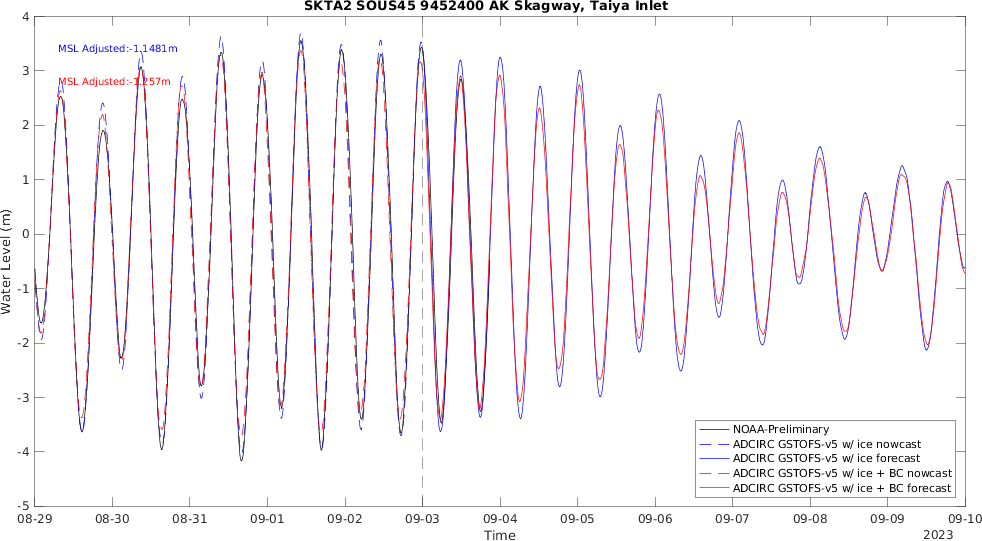 SKTA2 SOUS45 9452400 AK Skagway, Taiya Inlet
4
MSL Adjusted:-1.1481m
3
MSL Adjusted:-1.257m
2
1
0
-1
-2
-3
-4
-5
Water Level (m)
NOAA-Preliminary
ADCIRC GSTOFS-v5 w/ ice nowcast
ADCIRC GSTOFS-v5 w/ ice forecast
ADCIRC GSTOFS-v5 w/ ice + BC nowcast
ADCIRC GSTOFS-v5 w/ ice + BC forecast
08-29 08-30 08-31 09-01 09-02 09-03 09-04 09-05 09-06 09-07 09-08 09-09 09-10
Time
2023